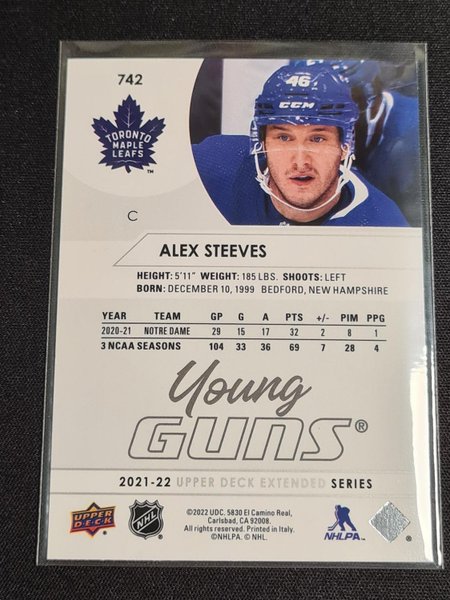 742
46
CCM
TORONTO
MAPLE
LEAFS
TM
C
ALEX STEEVES
HEIGHT: 5'11" WEIGHT: 185 LBS. SHOOTS: LEFT
BORN: DECEMBER 10, 1999 BEDFORD, NEW HAMPSHIRE
YEAR TEAM GP G A PTS +/- PIM PPG
2020-21 NOTRE DAME 29 15 17 32 2 8 1
3 NCAA SEASONS 104 33 36 69 7 28 4
Young
GUNS®
2021-22 UPPER DECK EXTENDED SERIES
UPPER DECK
NHL
©2022 UDC. 5830 El Camino Real,
Carlsbad, CA 92008.
All rights reserved. Printed in Italy.
©NHLPA. © NHL.
NHLPA
®